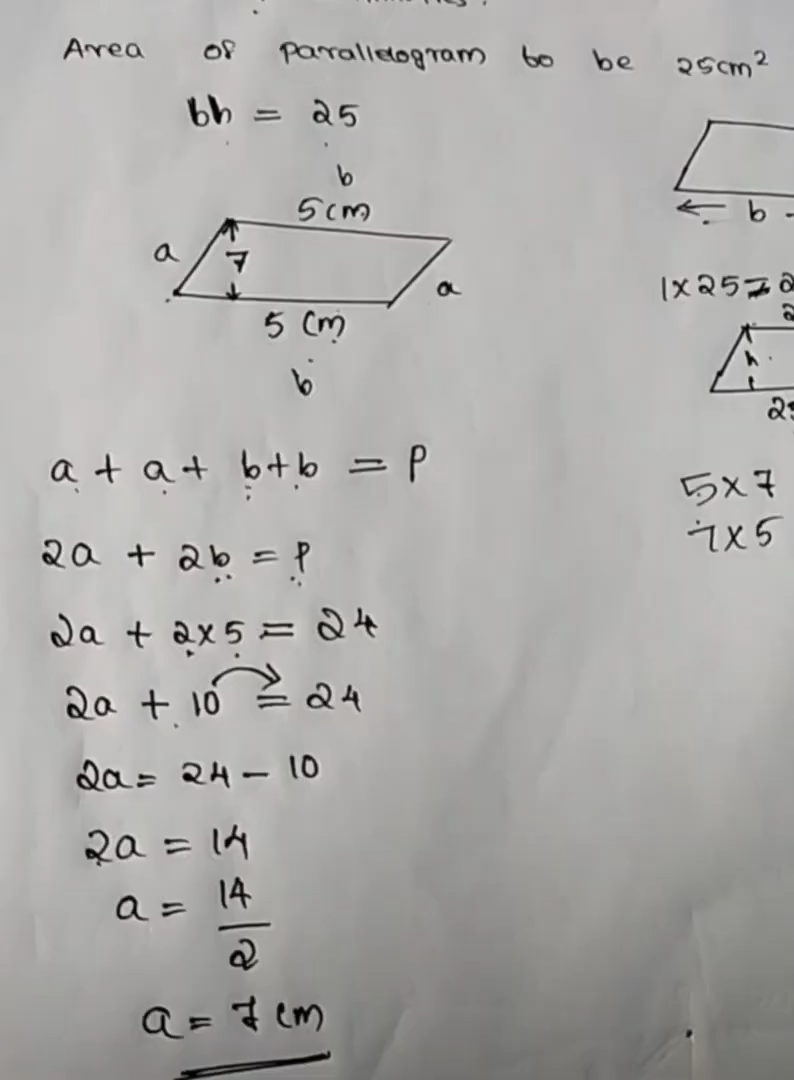 Area of parallelogram to be 25cm²
bh = 25
b
5cm
a
7
a
5 cm
b
a + a + b+b = P
2a + 2b = P
2a + 2x5 = 24
2a + 10 = 24
2a = 24 - 10
2a = 14
a = 14/2
a = 7 cm
← b -
1x25=2
h
5x7
7x5